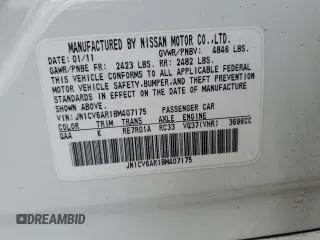 MANUFACTURED BY NISSAN MOTOR CO.,LTD.
DATE: 01/11 GVWR/PNBV: 4846 LBS.
GAWR/PNBE FR: 2423 LBS. RR: 2482 LBS.
THIS VEHICLE CONFORMS TO ALL APPLICABLE FEDERAL
MOTOR VEHICLE SAFETY, BUMPER, AND THEFT PREVENTION
STANDARDS IN EFFECT ON THE DATE OF MANUFACTURE
SHOWN ABOVE.
VIN: JN1CV6AR1BM407175 PASSENGER CAR
COLOR TRIM TRANS AXLE ENGINE
QAA K RE7R01A RC33 VQ37(VHR) 3696CC
JN1CV6AR1BM407175